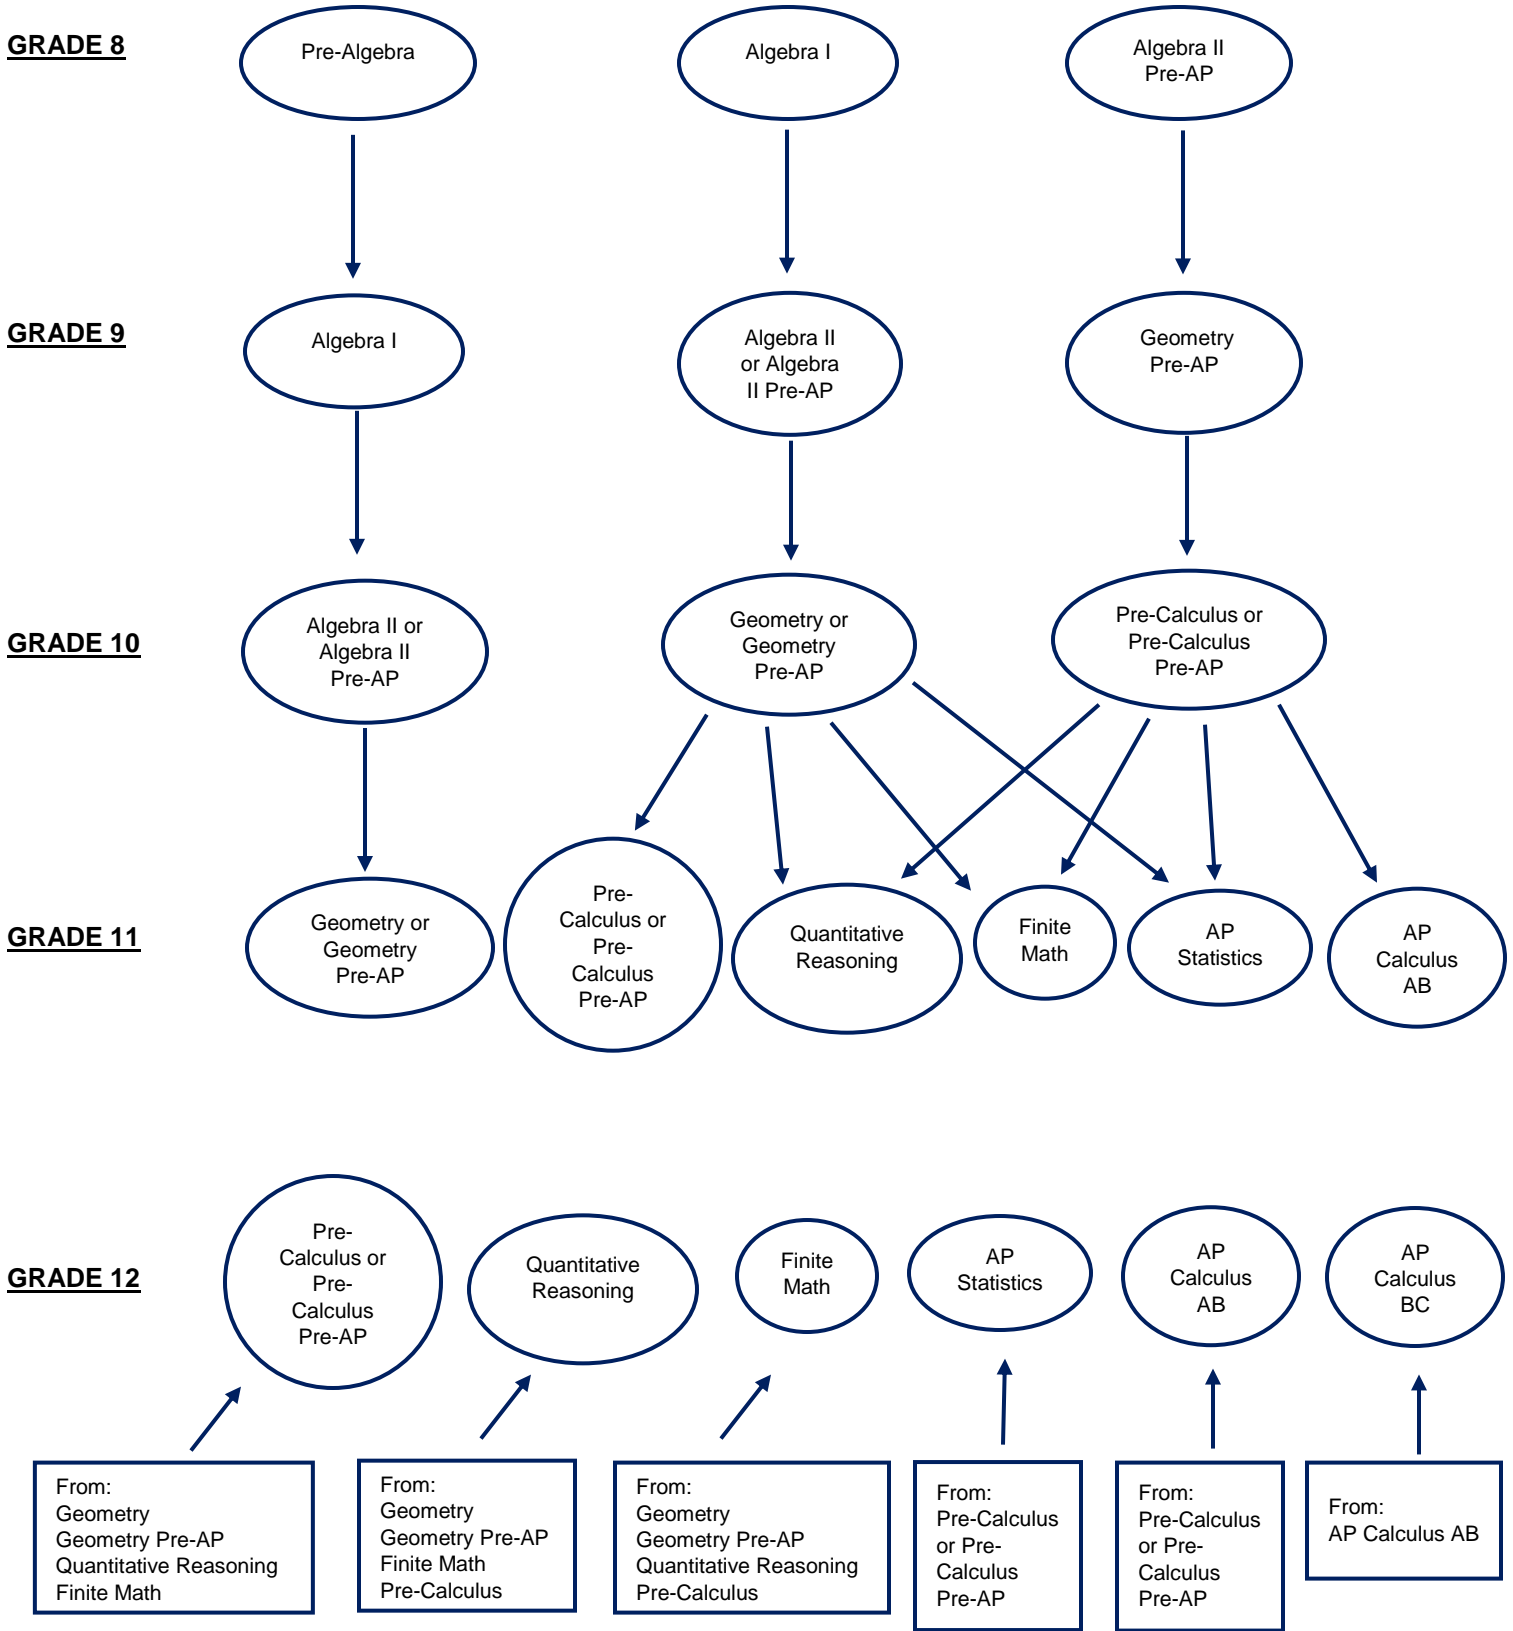 GRADE 8
Pre-Algebra
Algebra I
Algebra II
Pre-AP
GRADE 9
Algebra I
Algebra II
or Algebra
II Pre-AP
Geometry
Pre-AP
GRADE 10
Algebra II or
Algebra II
Pre-AP
Geometry or
Geometry
Pre-AP
Pre-Calculus or
Pre-Calculus
Pre-AP
GRADE 11
Geometry or
Geometry
Pre-AP
Pre-
Calculus or
Pre-
Calculus
Pre-AP
Quantitative
Reasoning
Finite
Math
AP
Statistics
AP
Calculus
AB
GRADE 12
Pre-
Calculus or
Pre-
Calculus
Pre-AP
Quantitative
Reasoning
Finite
Math
AP
Statistics
AP
Calculus
AB
AP
Calculus
BC
From:
Geometry
Geometry Pre-AP
Quantitative Reasoning
Finite Math
From:
Geometry
Geometry Pre-AP
Finite Math
Pre-Calculus
From:
Geometry
Geometry Pre-AP
Quantitative Reasoning
Pre-Calculus
From:
Pre-Calculus
or Pre-
Calculus
Pre-AP
From:
Pre-Calculus
or Pre-
Calculus
Pre-AP
From:
AP Calculus AB